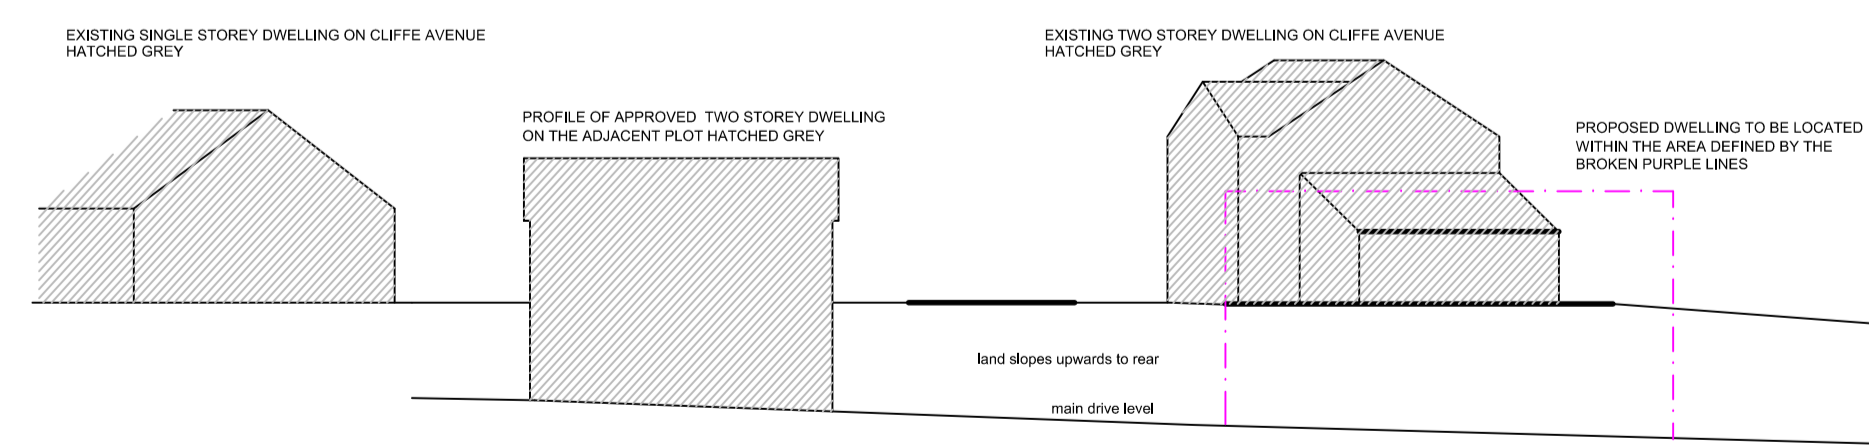 EXISTING SINGLE STOREY DWELLING ON CLIFFE AVENUE
HATCHED GREY
EXISTING TWO STOREY DWELLING ON CLIFFE AVENUE
HATCHED GREY
PROFILE OF APPROVED TWO STOREY DWELLING
ON THE ADJACENT PLOT HATCHED GREY
PROPOSED DWELLING TO BE LOCATED
WITHIN THE AREA DEFINED BY THE
BROKEN PURPLE LINES
land slopes upwards to rear
main drive level